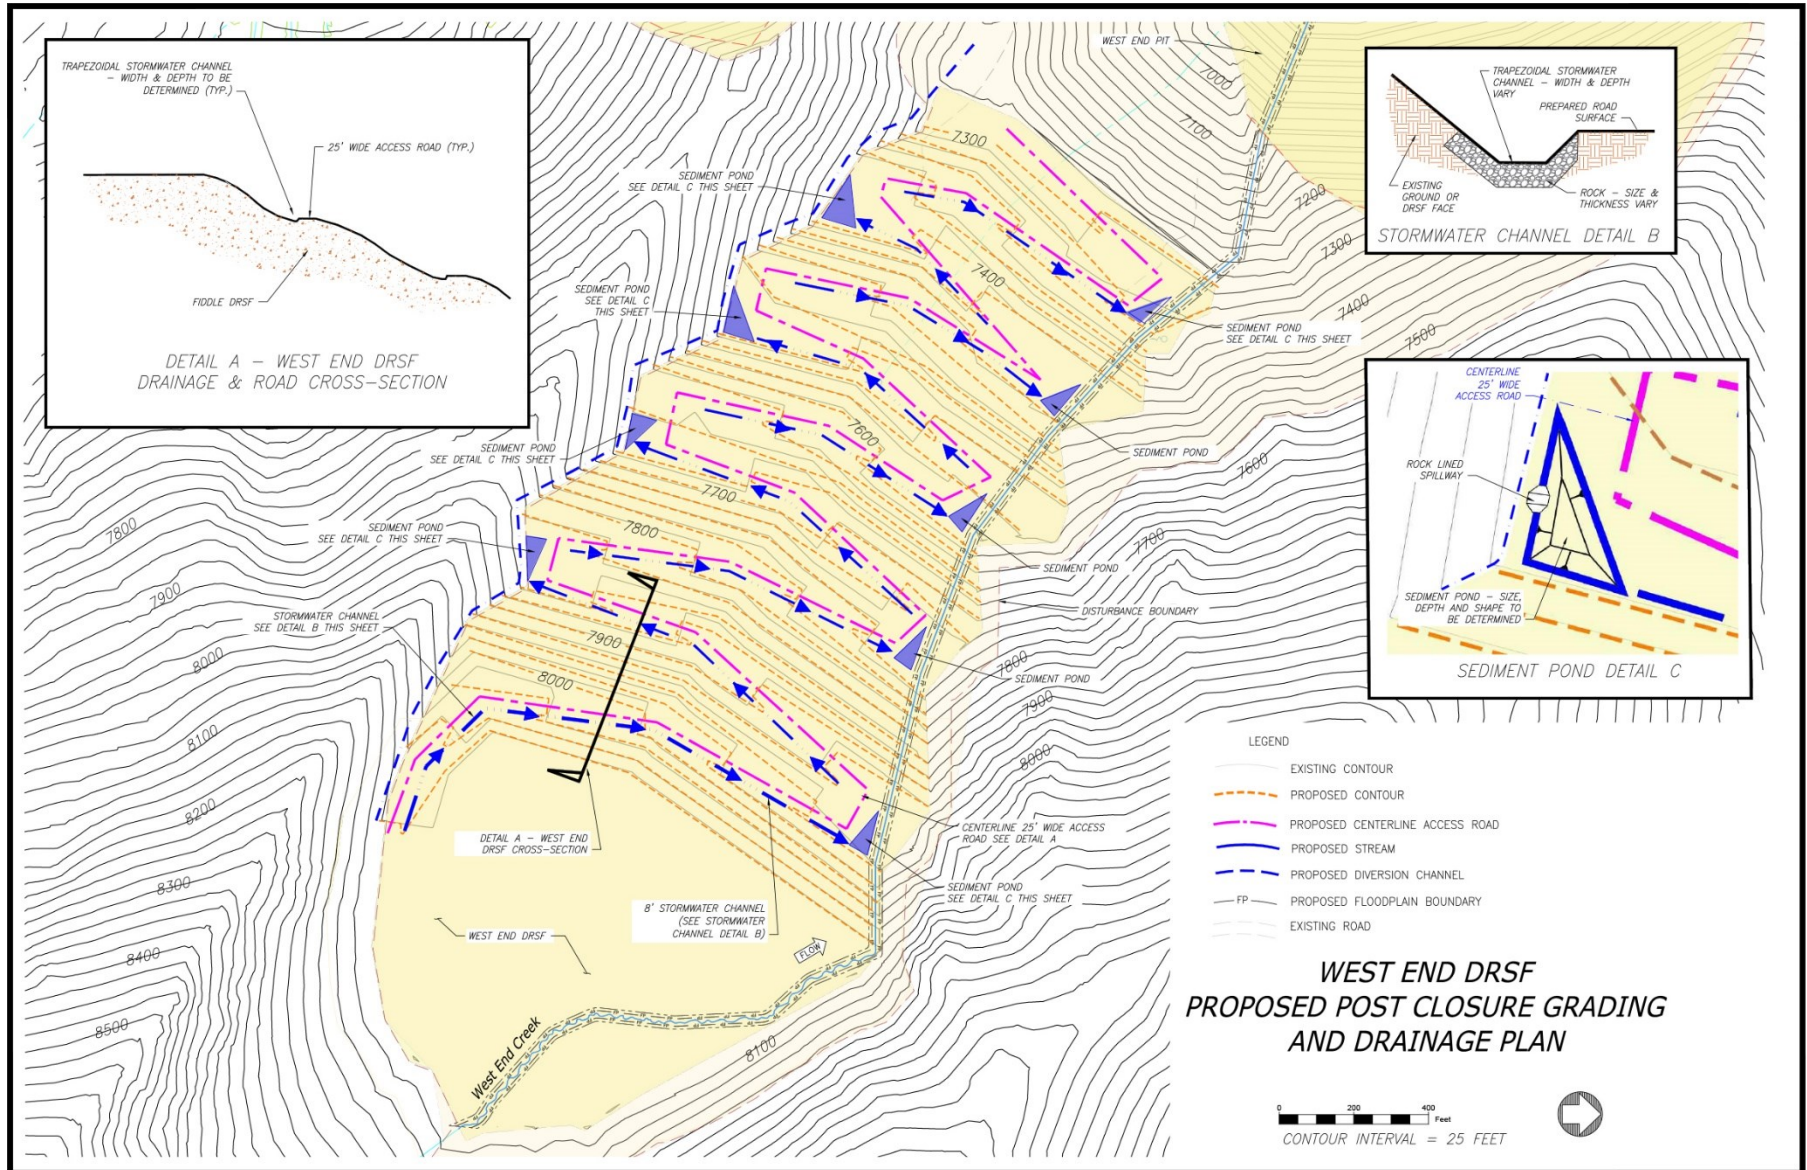 TRAPEZOIDAL STORMWATER CHANNEL
– WIDTH & DEPTH TO BE
DETERMINED (TYP.)
25' WIDE ACCESS ROAD (TYP.)
FIDDLE DRSF
DETAIL A – WEST END DRSF
DRAINAGE & ROAD CROSS-SECTION
WEST END PIT
TRAPEZOIDAL STORMWATER
CHANNEL – WIDTH & DEPTH
VARY
PREPARED ROAD
SURFACE
EXISTING
GROUND OR
DRSF FACE
ROCK – SIZE &
THICKNESS VARY
STORMWATER CHANNEL DETAIL B
7000
7100
7200
7300
7300
7400
7400
7500
7600
7600
7700
7700
7800
7800
7800
7900
7900
7900
8000
8000
8000
8100
8100
8200
8300
8400
8500
SEDIMENT POND
SEE DETAIL C THIS SHEET
SEDIMENT POND
SEE DETAIL C
THIS SHEET
SEDIMENT POND
SEE DETAIL C THIS SHEET
SEDIMENT POND
SEE DETAIL C THIS SHEET
SEDIMENT POND
SEE DETAIL C THIS SHEET
SEDIMENT POND
SEDIMENT POND
SEDIMENT POND
DISTURBANCE BOUNDARY
STORMWATER CHANNEL
SEE DETAIL B THIS SHEET
CENTERLINE
25' WIDE
ACCESS ROAD
ROCK LINED
SPILLWAY
SEDIMENT POND – SIZE,
DEPTH AND SHAPE TO
BE DETERMINED
SEDIMENT POND DETAIL C
DETAIL A – WEST END
DRSF CROSS-SECTION
CENTERLINE 25' WIDE ACCESS
ROAD SEE DETAIL A
SEDIMENT POND
SEE DETAIL C THIS SHEET
8' STORMWATER CHANNEL
(SEE STORMWATER
CHANNEL DETAIL B)
WEST END DRSF
FLOW
West End Creek
LEGEND
EXISTING CONTOUR
PROPOSED CONTOUR
PROPOSED CENTERLINE ACCESS ROAD
PROPOSED STREAM
PROPOSED DIVERSION CHANNEL
FP PROPOSED FLOODPLAIN BOUNDARY
EXISTING ROAD
WEST END DRSF
PROPOSED POST CLOSURE GRADING
AND DRAINAGE PLAN
0 200 400
Feet
CONTOUR INTERVAL = 25 FEET